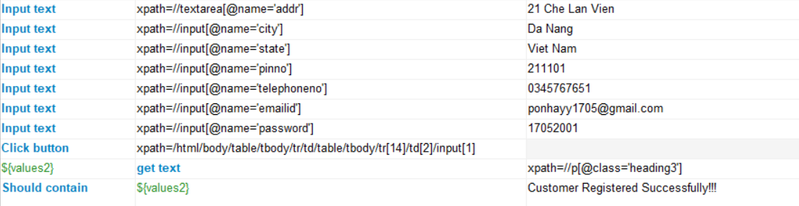 Input text xpath=//textarea[@name='addr'] 21 Che Lan Vien
Input text xpath=//input[@name='city'] Da Nang
Input text xpath=//input[@name='state'] Viet Nam
Input text xpath=//input[@name='pinno'] 211101
Input text xpath=//input[@name='telephoneno'] 0345767651
Input text xpath=//input[@name='emailid'] ponhayy1705@gmail.com
Input text xpath=//input[@name='password'] 17052001
Click button xpath=/html/body/table/tbody/tr/td/table/tbody/tr[14]/td[2]/input[1]
${values2} get text xpath=//p[@class='heading3']
Should contain ${values2} Customer Registered Successfully!!!